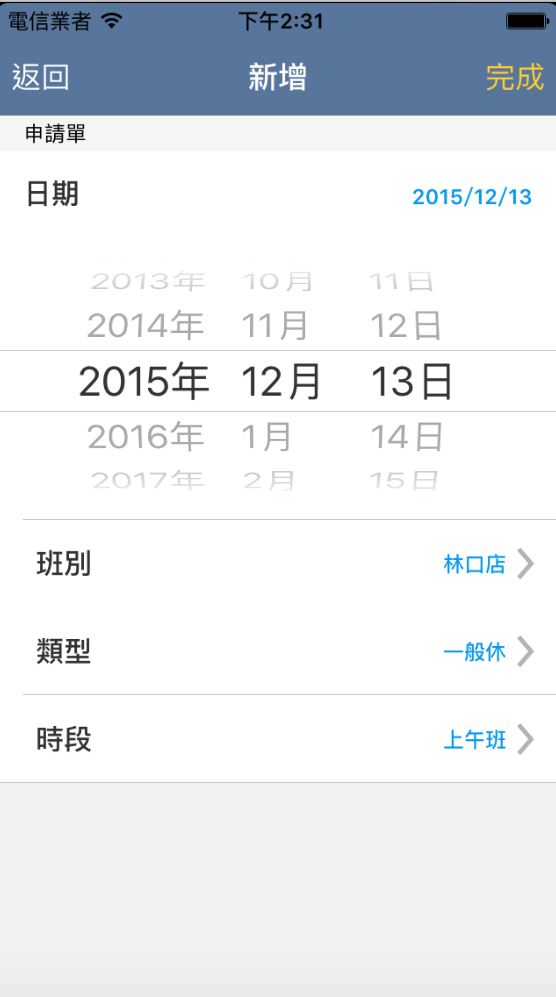 電信業者 下午2:31
返回 新增 完成
申請單
日期 2015/12/13
2013年 10月 11日
2014年 11月 12日
2015年 12月 13日
2016年 1月 14日
2017年 2月 15日
班別 林口店
類型 一般休
時段 上午班